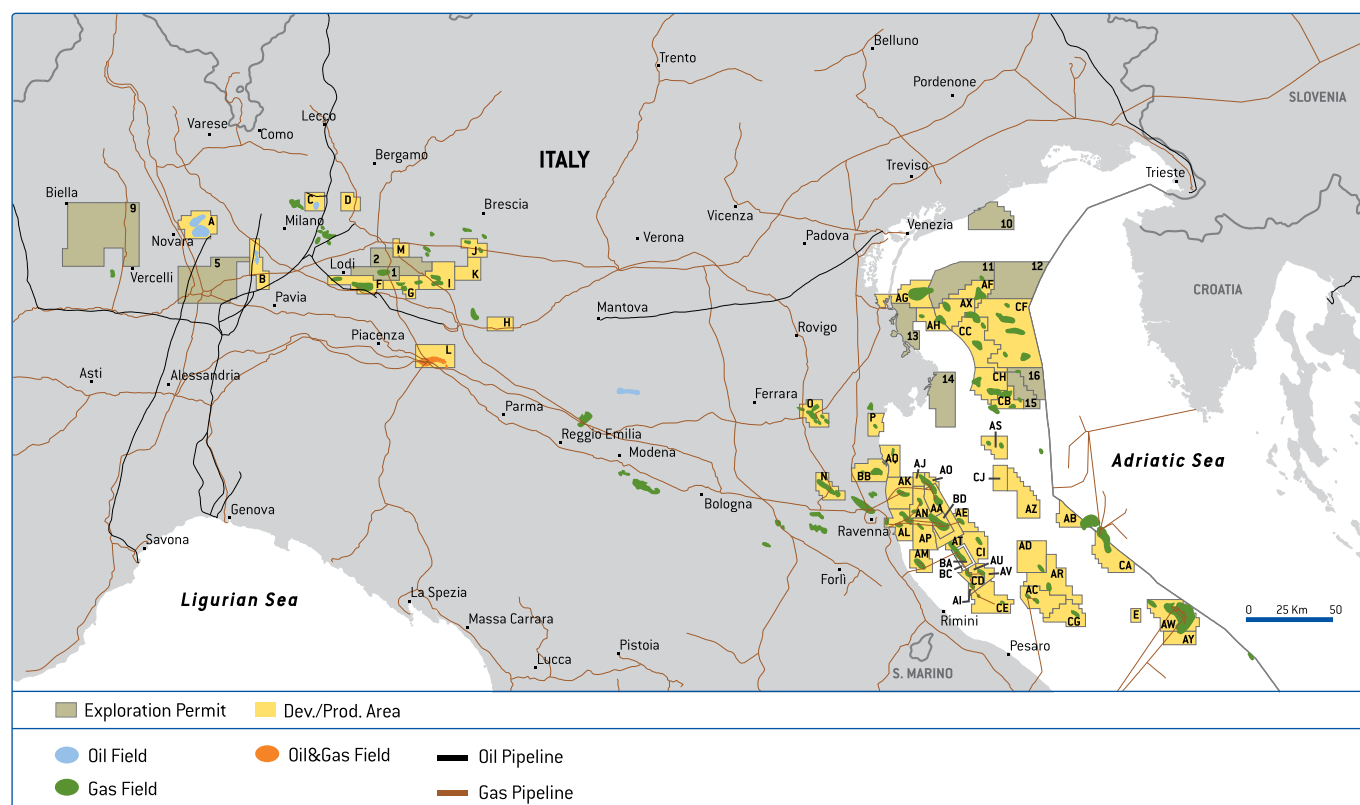 Belluno
Trento
Pordenone
SLOVENIA
Lecco
Varese
Como
ITALY
Bergamo
Treviso
Trieste
Biella
9
C
D
Brescia
Vicenza
Venezia
10
A
Milano
Novara
Verona
Padova
M
J
2
5
Lodi
1
K
11
12
Vercelli
B
F
G
I
AF
CROATIA
Pavia
AG
AX
CF
Mantova
H
AH
CC
Rovigo
13
Piacenza
L
Asti
Alessandria
CH
16
14
Ferrara
CB
15
Parma
O
P
AS
Reggio Emilia
Modena
AQ
AJ
AO
Adriatic Sea
BB
CJ
N
AK
BD
Bologna
AN
AA
AE
AZ
Genova
Ravenna
AB
AL
AP
AT
CI
AD
Savona
AM
BA
AU
BC
CD
AV
AR
CA
Forlì
AC
Ligurian Sea
La Spezia
AI
CE
Rimini
CG
E
AW
0 25 Km 50
Massa Carrara
AY
Pistoia
Pesaro
Lucca
S. MARINO
Exploration Permit
Dev./Prod. Area
Oil Field
Oil&Gas Field
Oil Pipeline
Gas Field
Gas Pipeline